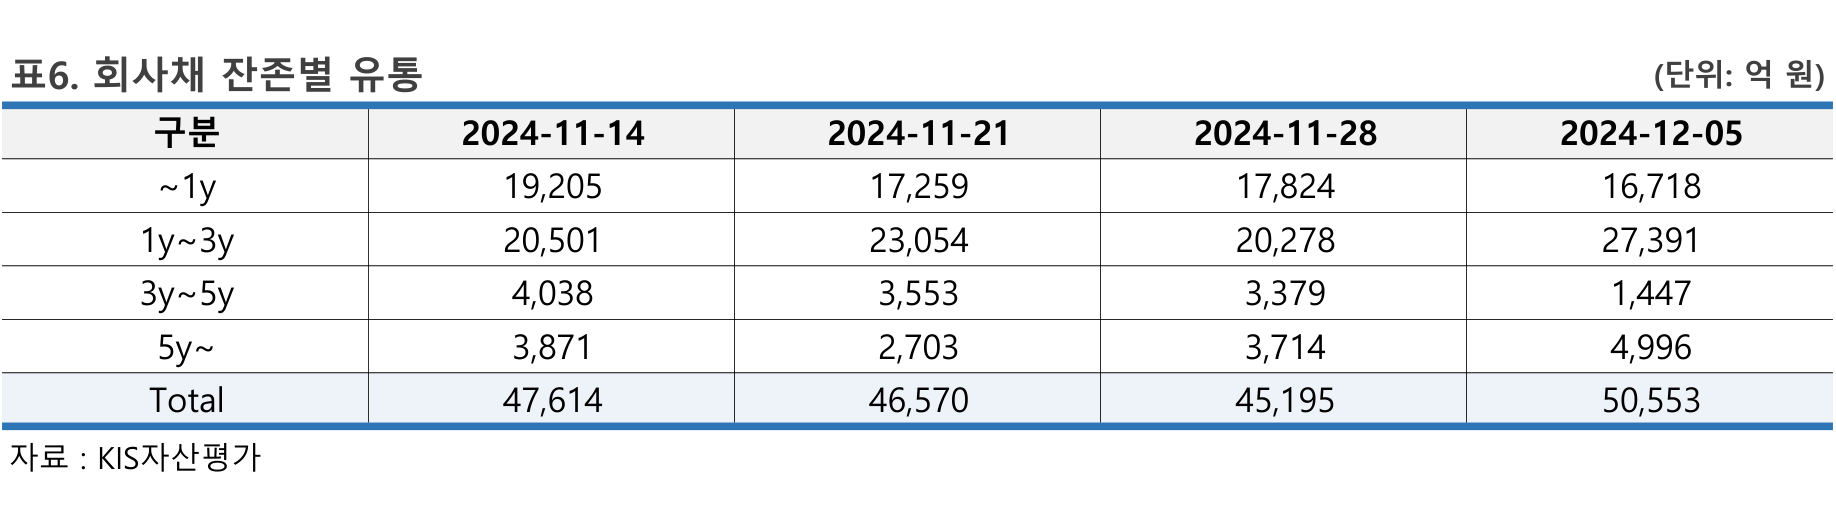 표6. 회사채 잔존별 유통 (단위: 억 원)
구분 2024-11-14 2024-11-21 2024-11-28 2024-12-05
~1y 19,205 17,259 17,824 16,718
1y~3y 20,501 23,054 20,278 27,391
3y~5y 4,038 3,553 3,379 1,447
5y~ 3,871 2,703 3,714 4,996
Total 47,614 46,570 45,195 50,553
자료 : KIS자산평가